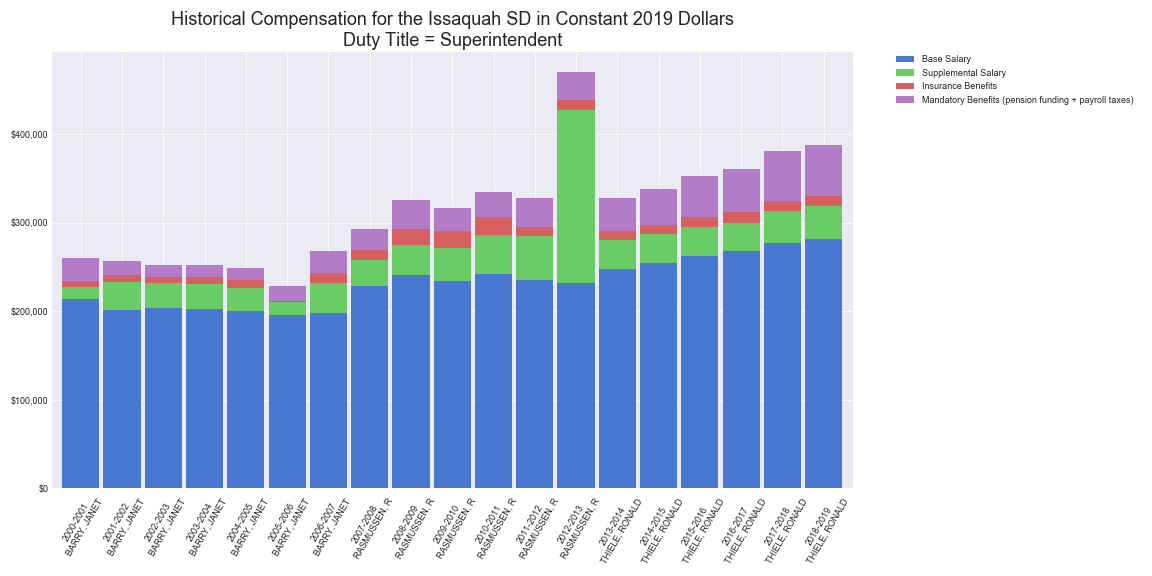 Historical Compensation for the Issaquah SD in Constant 2019 Dollars
Duty Title = Superintendent
Base Salary
Supplemental Salary
Insurance Benefits
Mandatory Benefits (pension funding + payroll taxes)
$400,000
$300,000
$200,000
$100,000
$0
2000-2001
BARRY, JANET
2001-2002
BARRY, JANET
2002-2003
BARRY, JANET
2003-2004
BARRY, JANET
2004-2005
BARRY, JANET
2005-2006
BARRY, JANET
2006-2007
BARRY, JANET
2007-2008
RASMUSSEN, R
2008-2009
RASMUSSEN, R
2009-2010
RASMUSSEN, R
2010-2011
RASMUSSEN, R
2011-2012
RASMUSSEN, R
2012-2013
RASMUSSEN, R
2013-2014
THIELE, RONALD
2014-2015
THIELE, RONALD
2015-2016
THIELE, RONALD
2016-2017
THIELE, RONALD
2017-2018
THIELE, RONALD
2018-2019
THIELE, RONALD